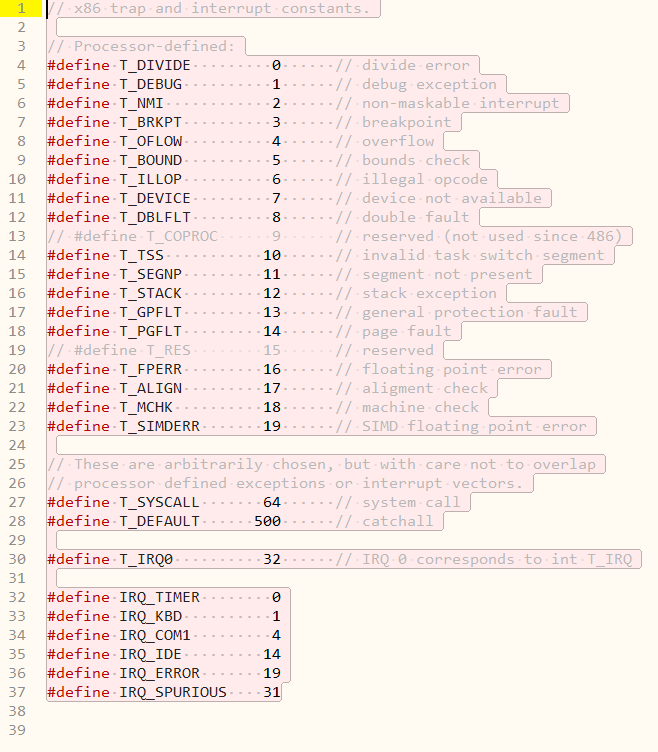 1 // x86 trap and interrupt constants.
2
3 // Processor-defined:
4 #define T_DIVIDE         0      // divide error
5 #define T_DEBUG          1      // debug exception
6 #define T_NMI            2      // non-maskable interrupt
7 #define T_BRKPT          3      // breakpoint
8 #define T_OFLOW          4      // overflow
9 #define T_BOUND          5      // bounds check
10 #define T_ILLOP          6      // illegal opcode
11 #define T_DEVICE         7      // device not available
12 #define T_DBLFLT         8      // double fault
13 // #define T_COPROC      9      // reserved (not used since 486)
14 #define T_TSS           10      // invalid task switch segment
15 #define T_SEGNP         11      // segment not present
16 #define T_STACK         12      // stack exception
17 #define T_GPFLT         13      // general protection fault
18 #define T_PGFLT         14      // page fault
19 // #define T_RES        15      // reserved
20 #define T_FPERR         16      // floating point error
21 #define T_ALIGN         17      // aligment check
22 #define T_MCHK          18      // machine check
23 #define T_SIMDERR       19      // SIMD floating point error
24
25 // These are arbitrarily chosen, but with care not to overlap
26 // processor defined exceptions or interrupt vectors.
27 #define T_SYSCALL       64      // system call
28 #define T_DEFAULT      500      // catchall
29
30 #define T_IRQ0          32      // IRQ 0 corresponds to int T_IRQ
31
32 #define IRQ_TIMER        0
33 #define IRQ_KBD          1
34 #define IRQ_COM1         4
35 #define IRQ_IDE         14
36 #define IRQ_ERROR       19
37 #define IRQ_SPURIOUS    31
38
39